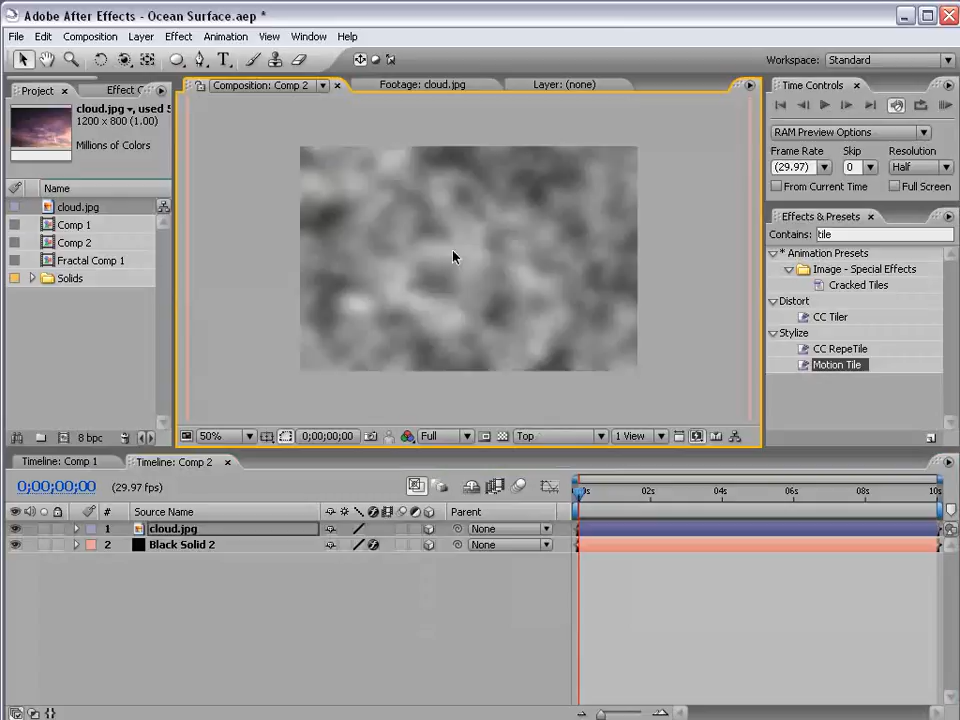 Adobe After Effects - Ocean Surface.aep *
File Edit Composition Layer Effect Animation View Window Help
Workspace: Standard
Project Effect C
cloud.jpg, used 5
1200 x 800 (1.00)
Millions of Colors
Name
cloud.jpg
Comp 1
Comp 2
Fractal Comp 1
Solids
8 bpc
Composition: Comp 2 Footage: cloud.jpg Layer: (none)
50% 0;00;00;00 Full Top 1 View
Time Controls
RAM Preview Options
Frame Rate Skip Resolution
(29.97) 0 Half
From Current Time Full Screen
Effects & Presets
Contains: tile
* Animation Presets
Image - Special Effects
Cracked Tiles
Distort
CC Tiler
Stylize
CC RepeTile
Motion Tile
Timeline: Comp 1 Timeline: Comp 2
0;00;00;00 (29.97 fps)
02s 04s 06s 08s 10s
# Source Name Parent
1 cloud.jpg None
2 Black Solid 2 None